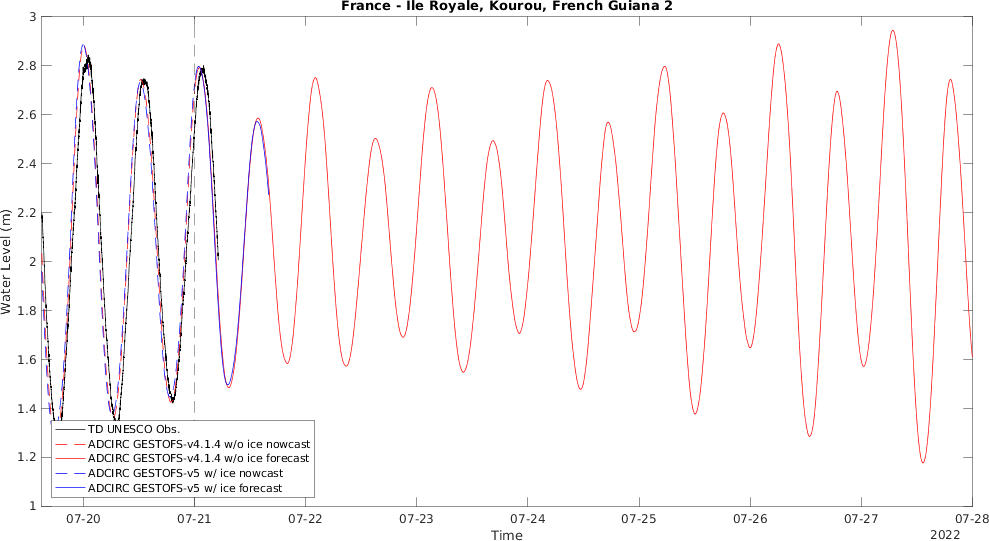 France - Ile Royale, Kourou, French Guiana 2
3
2.8
2.6
2.4
2.2
2
1.8
1.6
1.4
1.2
1
Water Level (m)
TD UNESCO Obs.
ADCIRC GESTOFS-v4.1.4 w/o ice nowcast
ADCIRC GESTOFS-v4.1.4 w/o ice forecast
ADCIRC GESTOFS-v5 w/ ice nowcast
ADCIRC GESTOFS-v5 w/ ice forecast
07-20 07-21 07-22 07-23 07-24 07-25 07-26 07-27 07-28
Time
2022